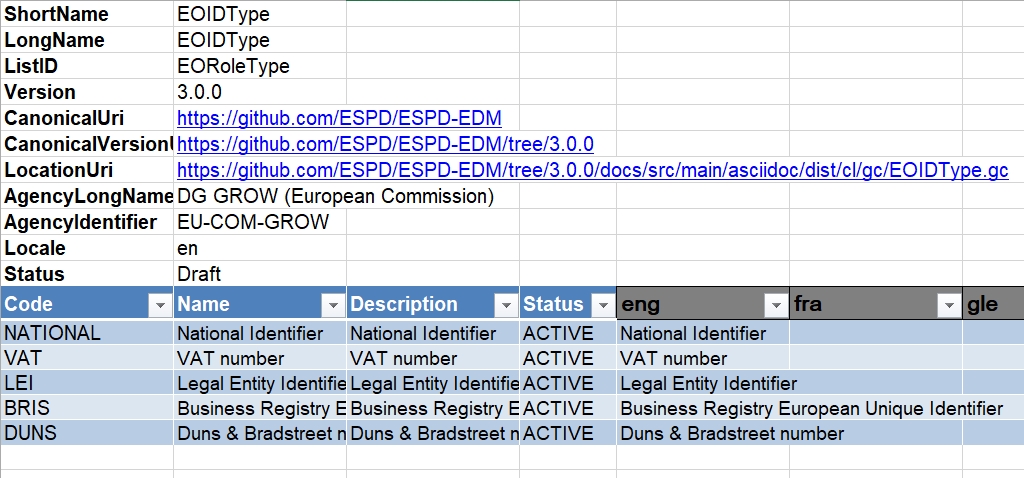 ShortName EOIDType
LongName EOIDType
ListID EORoleType
Version 3.0.0
CanonicalUri https://github.com/ESPD/ESPD-EDM
CanonicalVersionU https://github.com/ESPD/ESPD-EDM/tree/3.0.0
LocationUri https://github.com/ESPD/ESPD-EDM/tree/3.0.0/docs/src/main/asciidoc/dist/cl/gc/EOIDType.gc
AgencyLongName DG GROW (European Commission)
AgencyIdentifier EU-COM-GROW
Locale en
Status Draft
Code Name Description Status eng fra gle
NATIONAL National Identifier National Identifier ACTIVE National Identifier
VAT VAT number VAT number ACTIVE VAT number
LEI Legal Entity Identifie Legal Entity Identifie ACTIVE Legal Entity Identifier
BRIS Business Registry E Business Registry E ACTIVE Business Registry European Unique Identifier
DUNS Duns & Bradstreet n Duns & Bradstreet n ACTIVE Duns & Bradstreet number